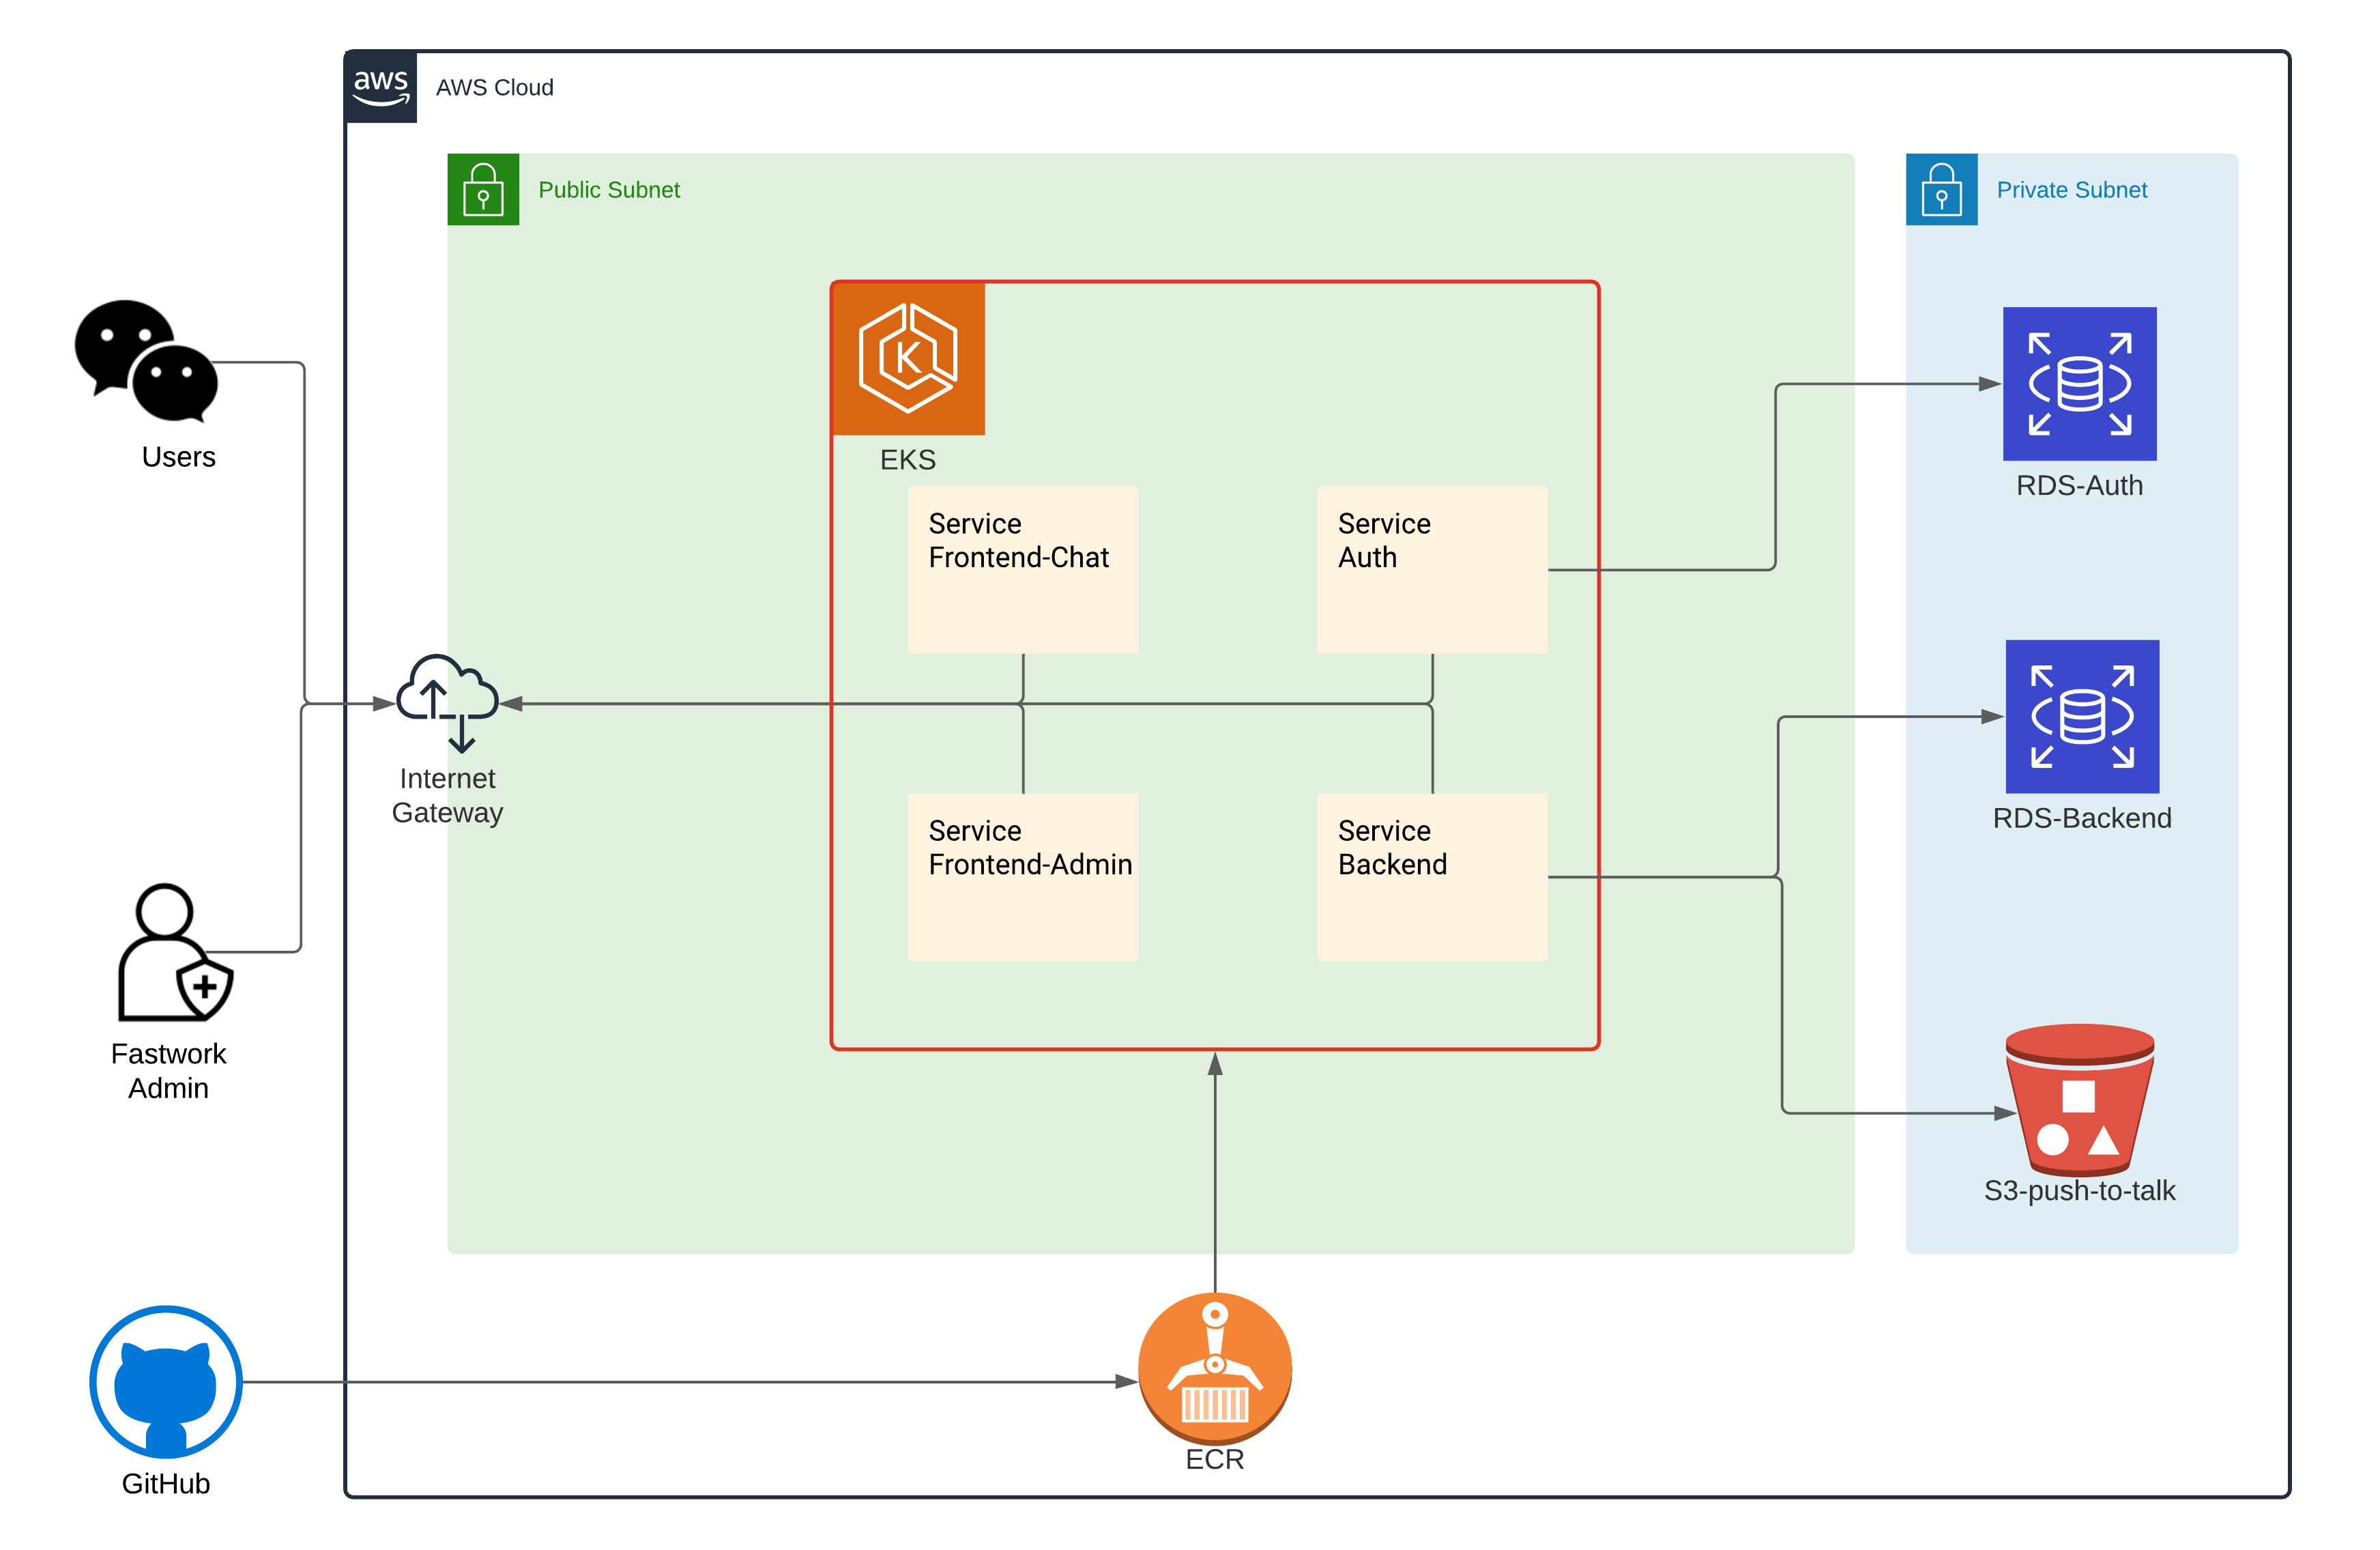 aws
AWS Cloud
Public Subnet
Private Subnet
Users
K
EKS
Service
Frontend-Chat
Service
Auth
RDS-Auth
Internet
Gateway
Service
Frontend-Admin
Service
Backend
RDS-Backend
Fastwork
Admin
S3-push-to-talk
GitHub
ECR